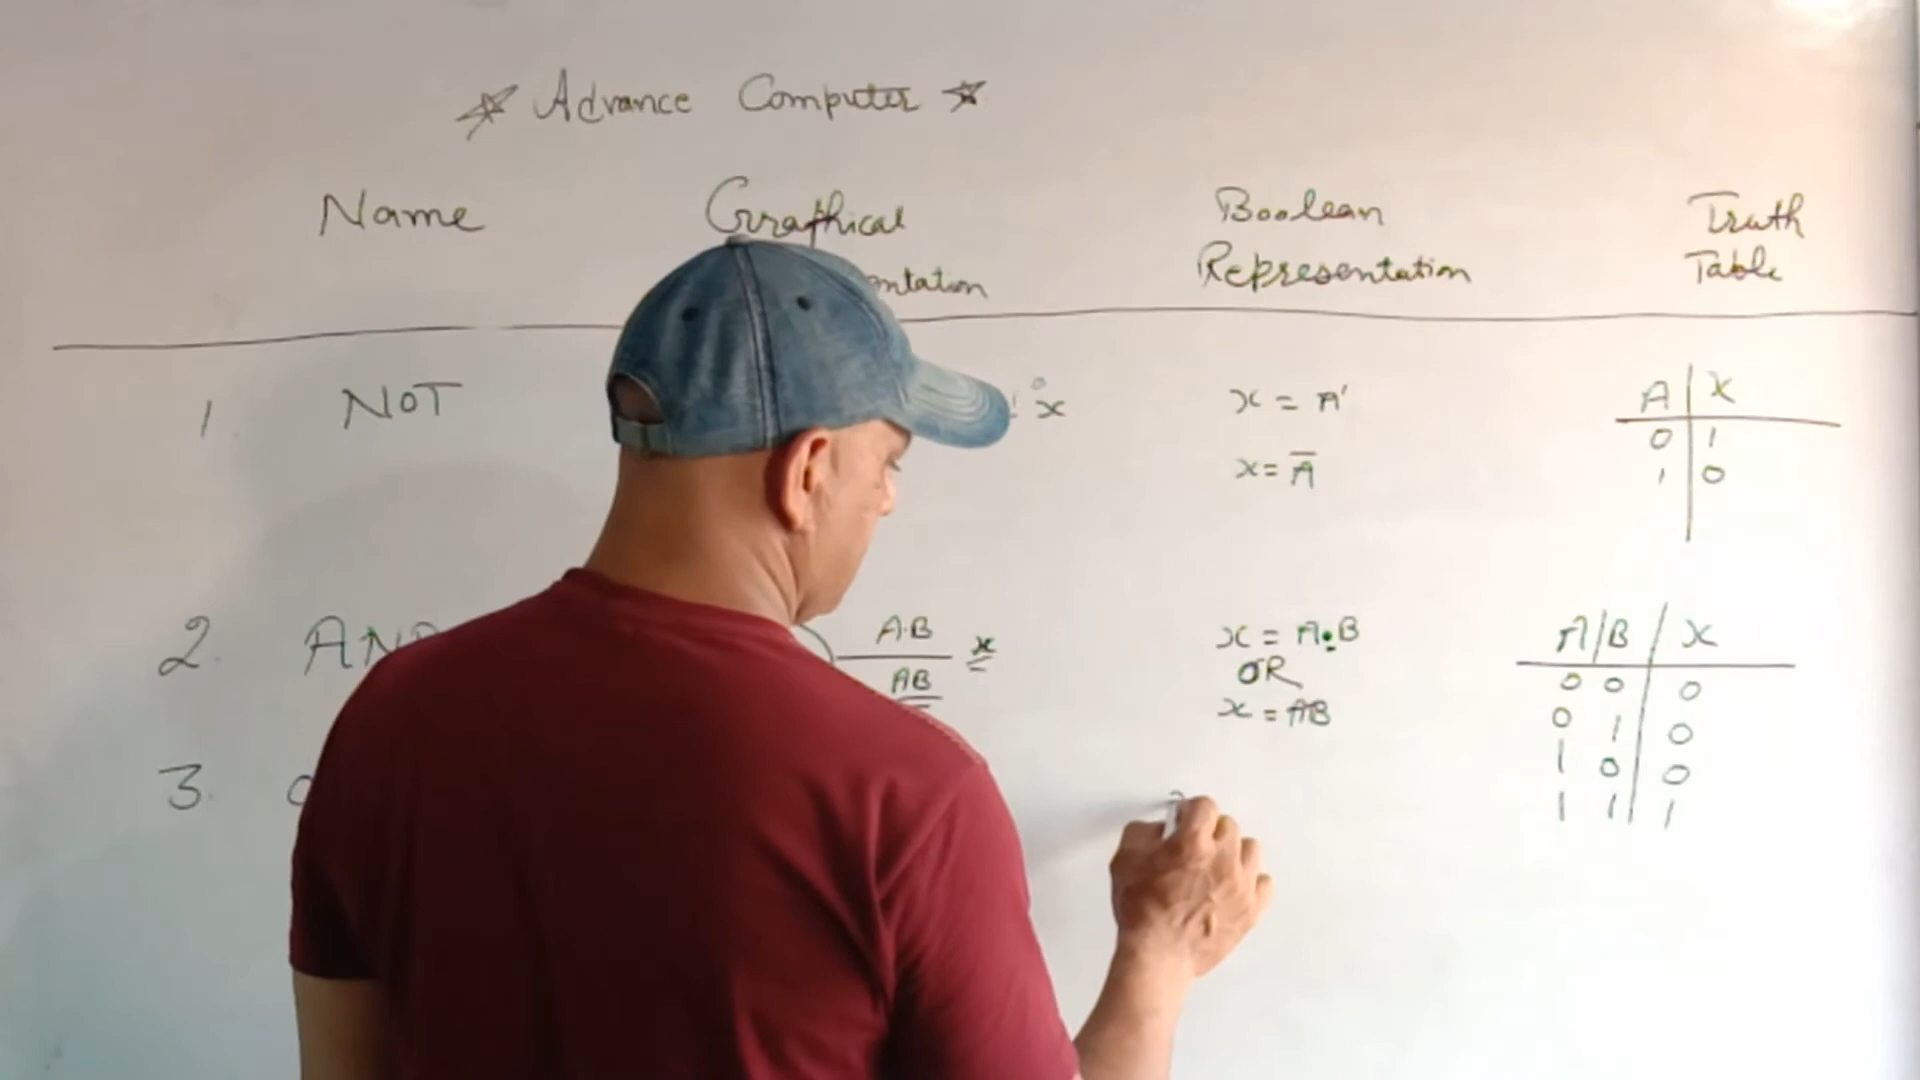 Advance Computer
Name Graphical Boolean Truth
Representation Table
1 NOT x x = A' A X
0 1
x = A̅ 1 0
2. A.B x = A.B A B X
OR 0 0 0
AB x = AB 0 1 0
3. 1 0 0
1 1 1